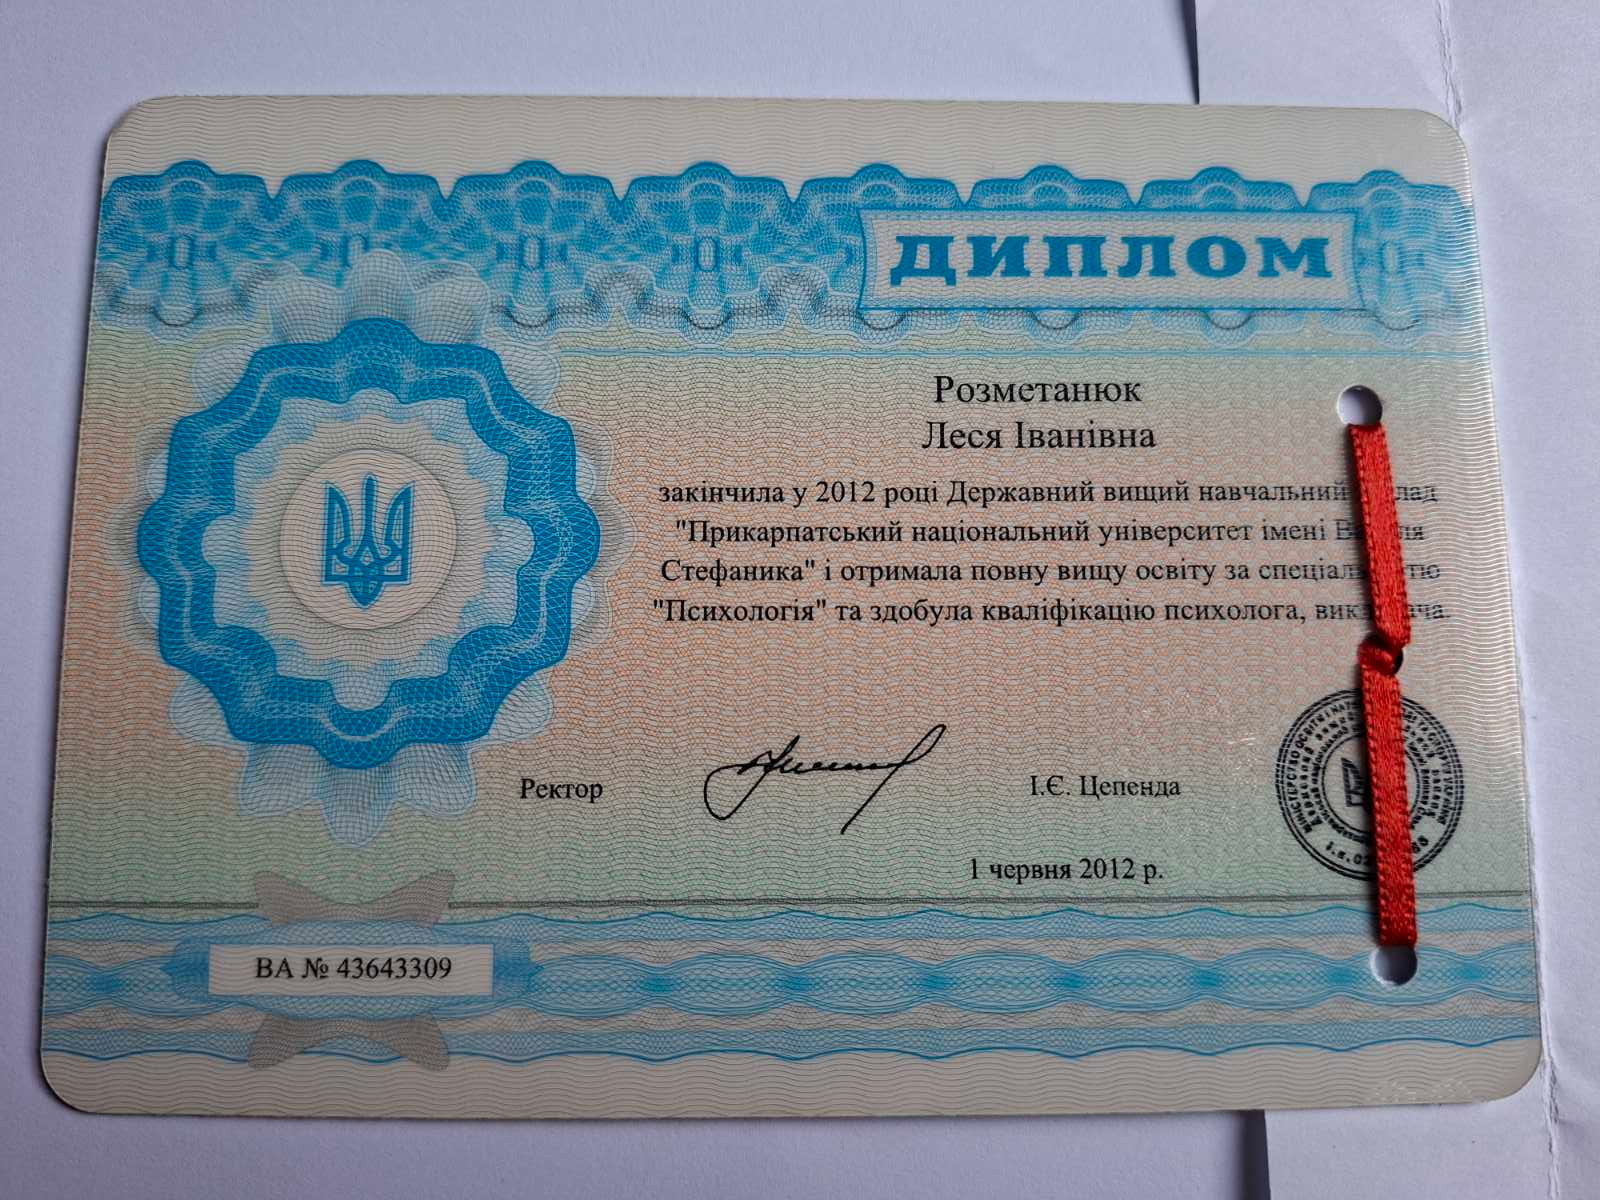 ДИПЛОМ
Розметанюк
Леся Іванівна
закінчила у 2012 році Державний вищий навчальний
"Прикарпатський національний університет імені
Стефаника" і отримала повну вищу освіту за
"Психологія" та здобула кваліфікацію психолога,
Ректор
І.Є. Цепенда
1 червня 2012 р.
ВА № 43643309